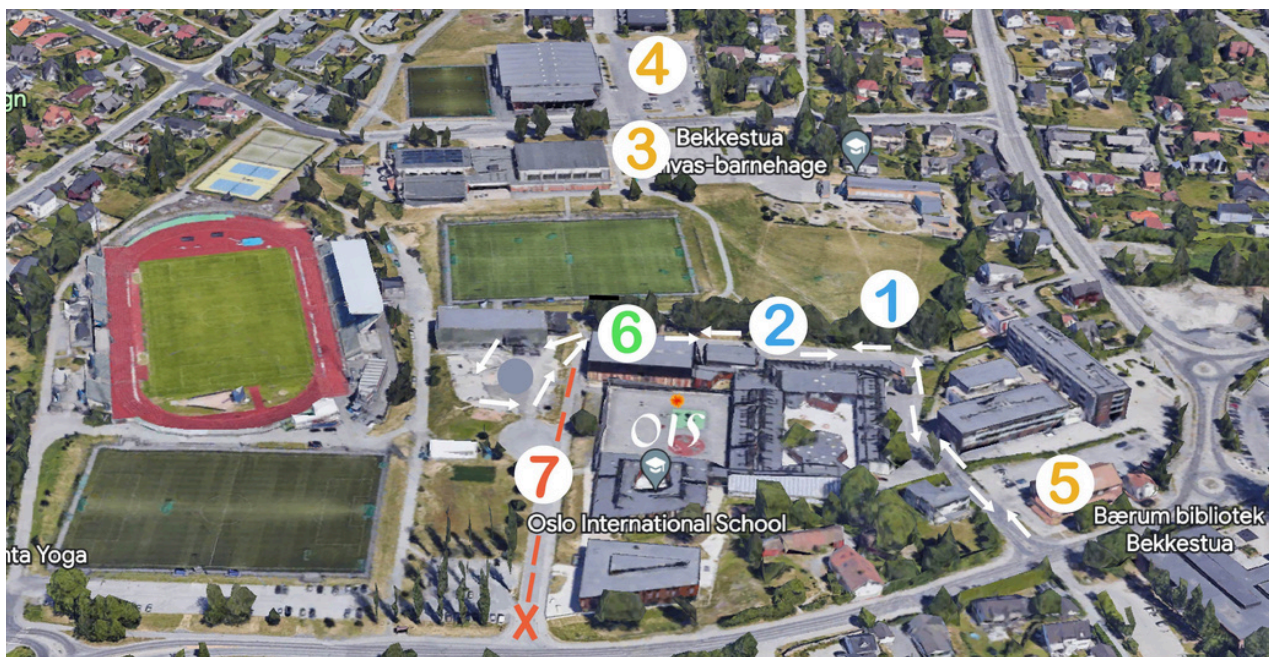 4
3
Bekkestua
nvas-barnehage
gn
1
2
6
OIS
7
Oslo International School
5
Bærum bibliotek
Bekkestua
nta Yoga
X